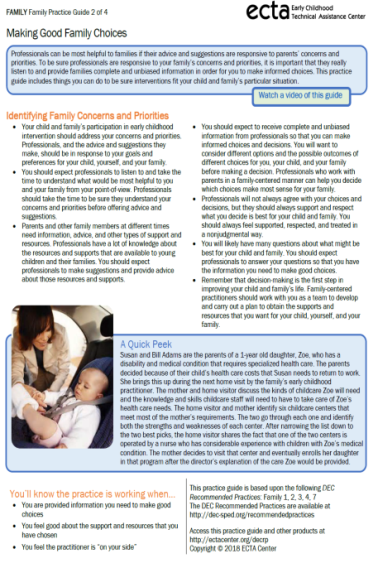 FAMILY Family Practice Guide 2 of 4
ecta Early Childhood
Technical Assistance Center
Making Good Family Choices
Professionals can be most helpful to families if their advice and suggestions are responsive to parents' concerns and
priorities. To be sure professionals are responsive to your family's concerns and priorities, it is important that they really
listen to and provide families complete and unbiased information in order for you to make informed choices. This practice
guide includes things you can do to be sure interventions fit your child and family's particular situation.
Watch a video of this guide
Identifying Family Concerns and Priorities
• Your child and family's participation in early childhood
intervention should address your concerns and priorities.
Professionals, and the advice and suggestions they
make, should be in response to your goals and
preferences for your child, yourself, and your family.
• You should expect professionals to listen to and take the
time to understand what would be most helpful to you
and your family from your point-of-view. Professionals
should take the time to be sure they understand your
concerns and priorities before offering advice and
suggestions.
• Parents and other family members at different times
need information, advice, and other types of support and
resources. Professionals have a lot of knowledge about
the resources and supports that are available to young
children and their families. You should expect
professionals to make suggestions and provide advice
about those resources and supports.
• You should expect to receive complete and unbiased
information from professionals so that you can make
informed choices and decisions. You will want to
consider different options and the possible outcomes of
different choices for you, your child, and your family
before making a decision. Professionals who work with
parents in a family-centered manner can help you decide
which choices make most sense for your family.
• Professionals will not always agree with your choices and
decisions, but they should always support and respect
what you decide is best for your child and family. You
should always feel supported, respected, and treated in
a nonjudgmental way.
• You will likely have many questions about what might be
best for your child and family. You should expect
professionals to answer your questions so that you have
the information you need to make good choices.
• Remember that decision-making is the first step in
improving your child and family's life. Family-centered
practitioners should work with you as a team to develop
and carry out a plan to obtain the supports and
resources that you want for your child, yourself, and your
family.
A Quick Peek
Susan and Bill Adams are the parents of a 1-year old daughter, Zoe, who has a
disability and medical condition that requires specialized health care. The parents
decided because of their child's health care costs that Susan needs to return to work.
She brings this up during the next home visit by the family's early childhood
practitioner. The mother and home visitor discuss the kinds of childcare Zoe will need
and the knowledge and skills childcare staff will need to have to take care of Zoe's
health care needs. The home visitor and mother identify six childcare centers that
meet most of the mother's requirements. The two go through each one and identify
both the strengths and weaknesses of each center. After narrowing the list down to
the two best picks, the home visitor shares the fact that one of the two centers is
operated by a nurse who has considerable experience with children with Zoe's medical
condition. The mother decides to visit that center and eventually enrolls her daughter
in that program after the director's explanation of the care Zoe would be provided.
You'll know the practice is working when...
• You are provided information you need to make good
choices
• You feel good about the support and resources that you
have chosen
• You feel the practitioner is "on your side"
This practice guide is based upon the following DEC
Recommended Practices: Family 1, 2, 3, 4, 7
The DEC Recommended Practices are available at
http://dec-sped.org/recommendedpractices
Access this practice guide and other products at
http://ectacenter.org/decrp
Copyright © 2018 ECTA Center